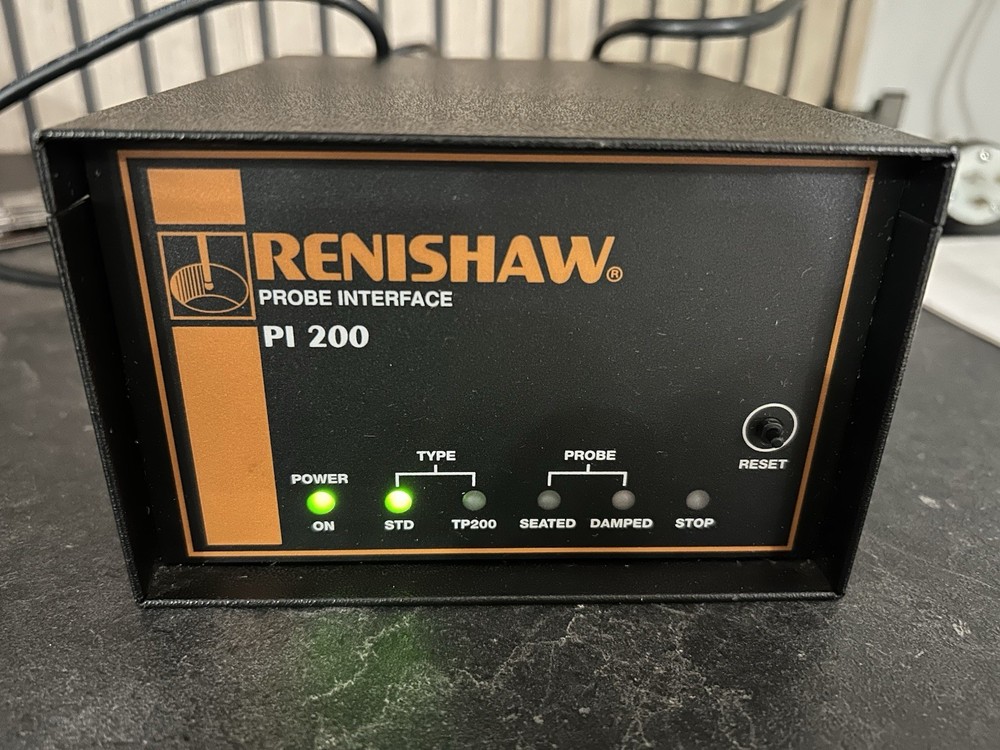 RENISHAW®
PROBE INTERFACE
PI 200
RESET
TYPE
PROBE
POWER
ON
STD
TP200
SEATED
DAMPED
STOP